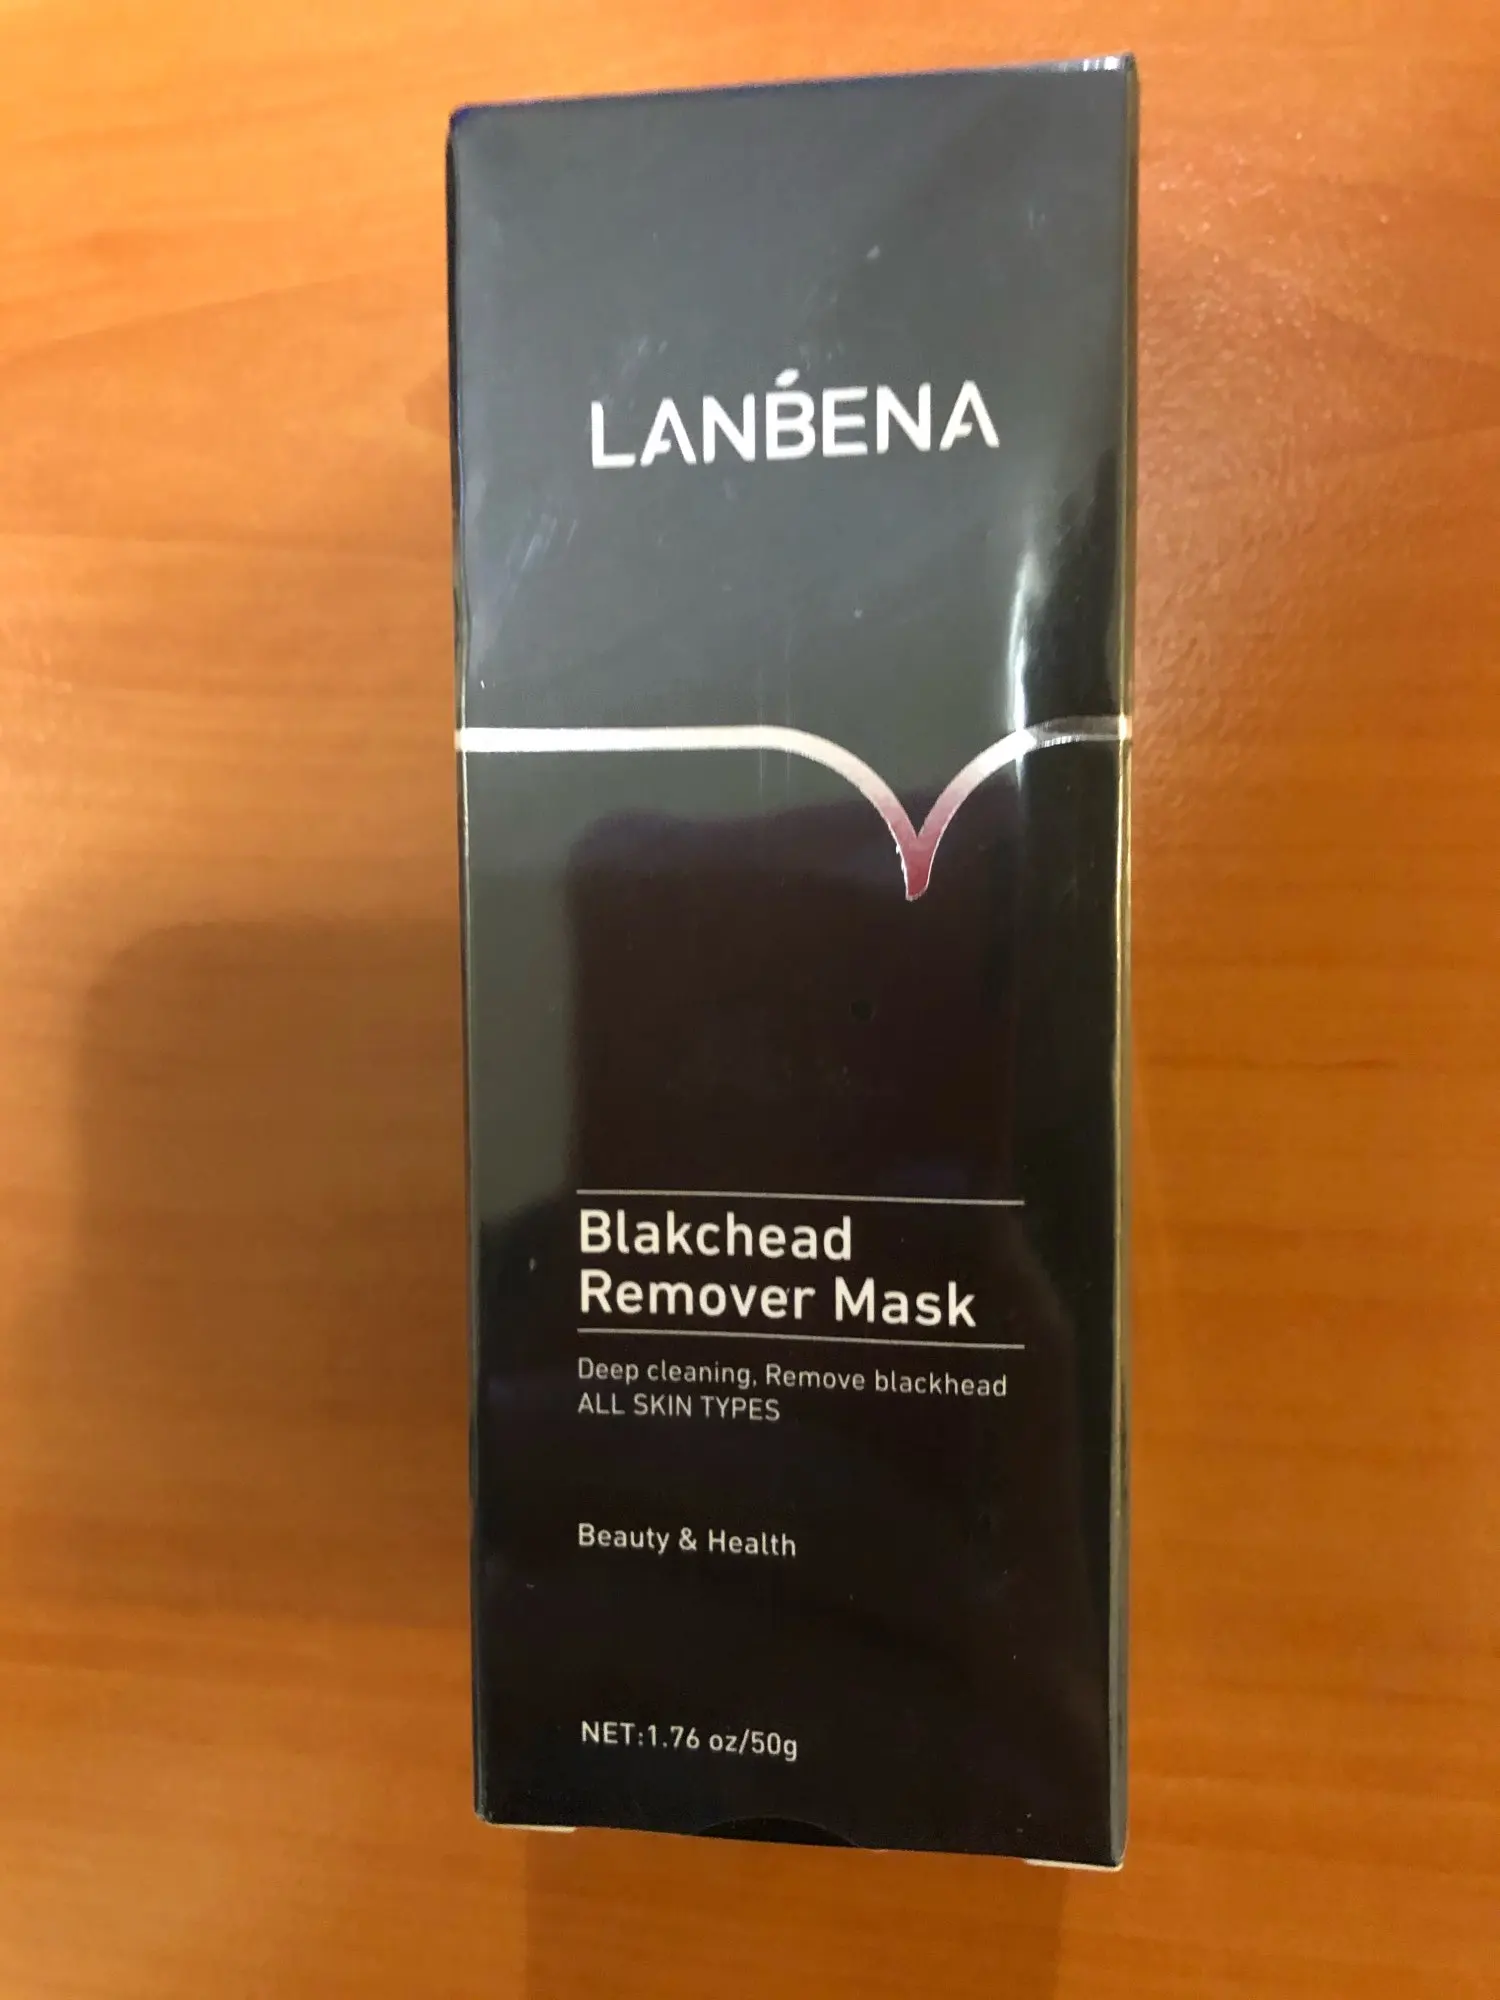 LANBENA
Blakchead
Remover Mask
Deep cleaning, Remove blackhead
ALL SKIN TYPES
Beauty & Health
NET:1.76 oz/50g